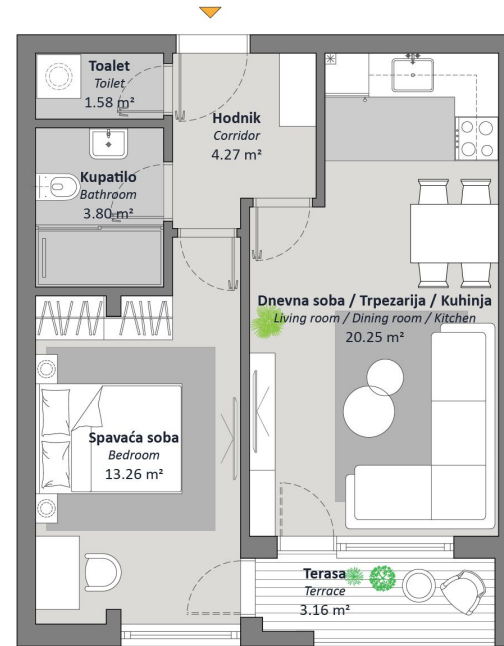 Toalet
Toilet
1.58 m²
Hodnik
Corridor
4.27 m²
Kupatilo
Bathroom
3.80 m²
Dnevna soba / Trpezarija / Kuhinja
Living room / Dining room / Kitchen
20.25 m²
Spavaća soba
Bedroom
13.26 m²
Terasa
Terrace
3.16 m²